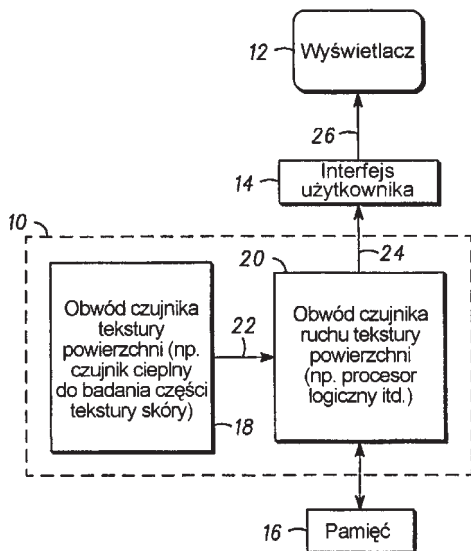 12
Wyświetlacz
26
14
Interfejs
użytkownika
10
20
24
Obwód czujnika
tekstury
powierzchni (np.
czujnik cieplny
do badania części
tekstury skóry)
18
22
Obwód czujnika
ruchu tekstury
powierzchni
(np. procesor
logiczny itd.)
16
Pamięć